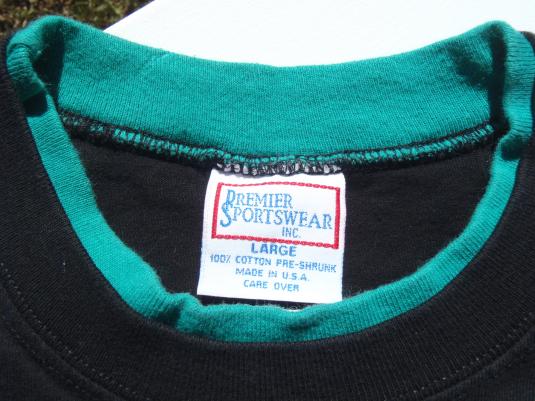 PREMIER
SPORTSWEAR
INC.
LARGE
100% COTTON PRE-SHRUNK
MADE IN U.S.A.
CARE OVER